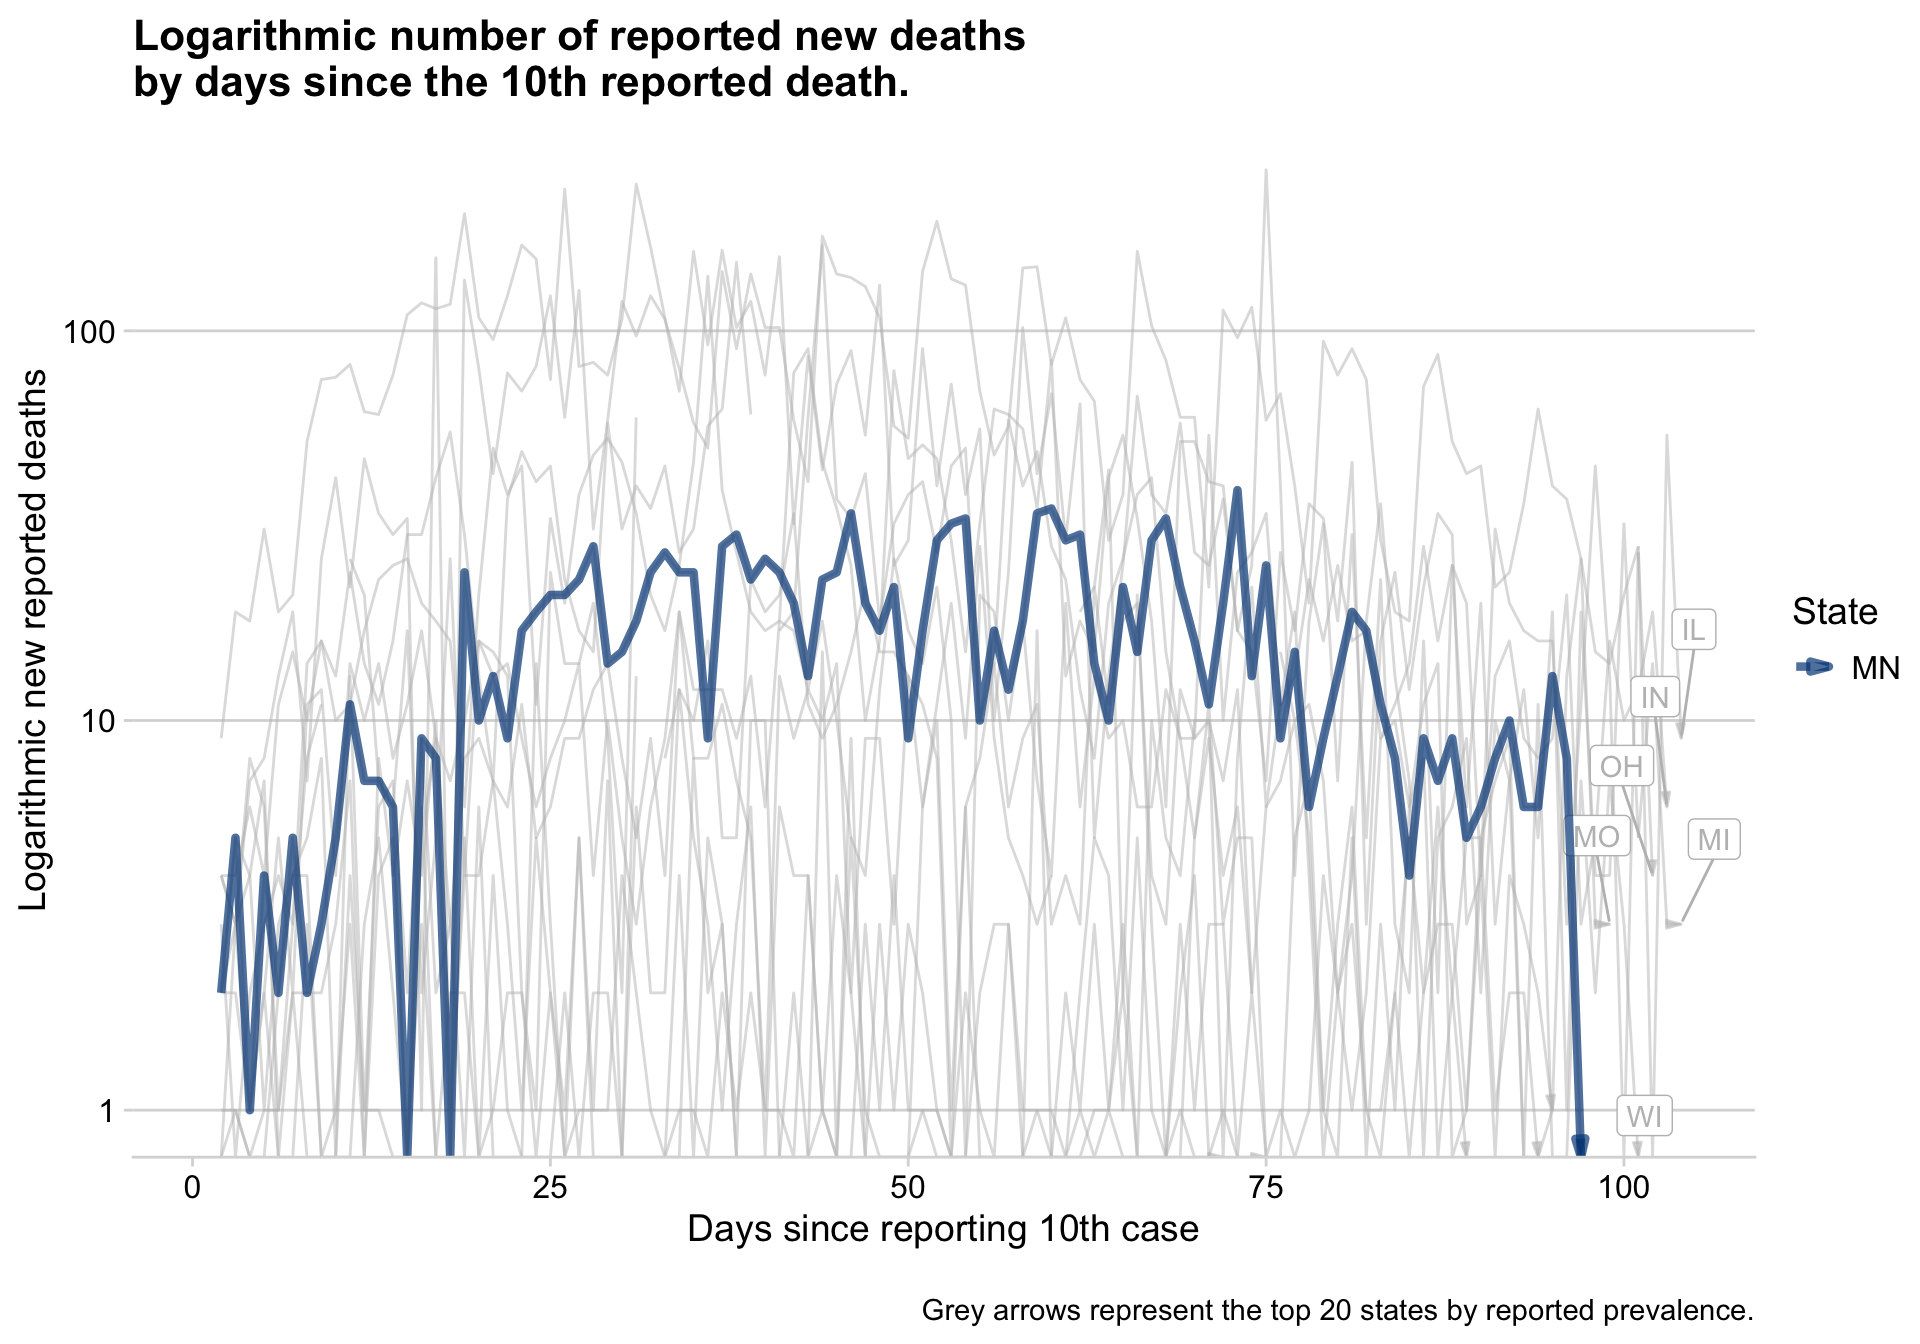 Logarithmic number of reported new deaths
by days since the 10th reported death.
Logarithmic new reported deaths
100
10
1
IL
IN
OH
MO
MI
WI
State
MN
0
25
50
75
100
Days since reporting 10th case
Grey arrows represent the top 20 states by reported prevalence.